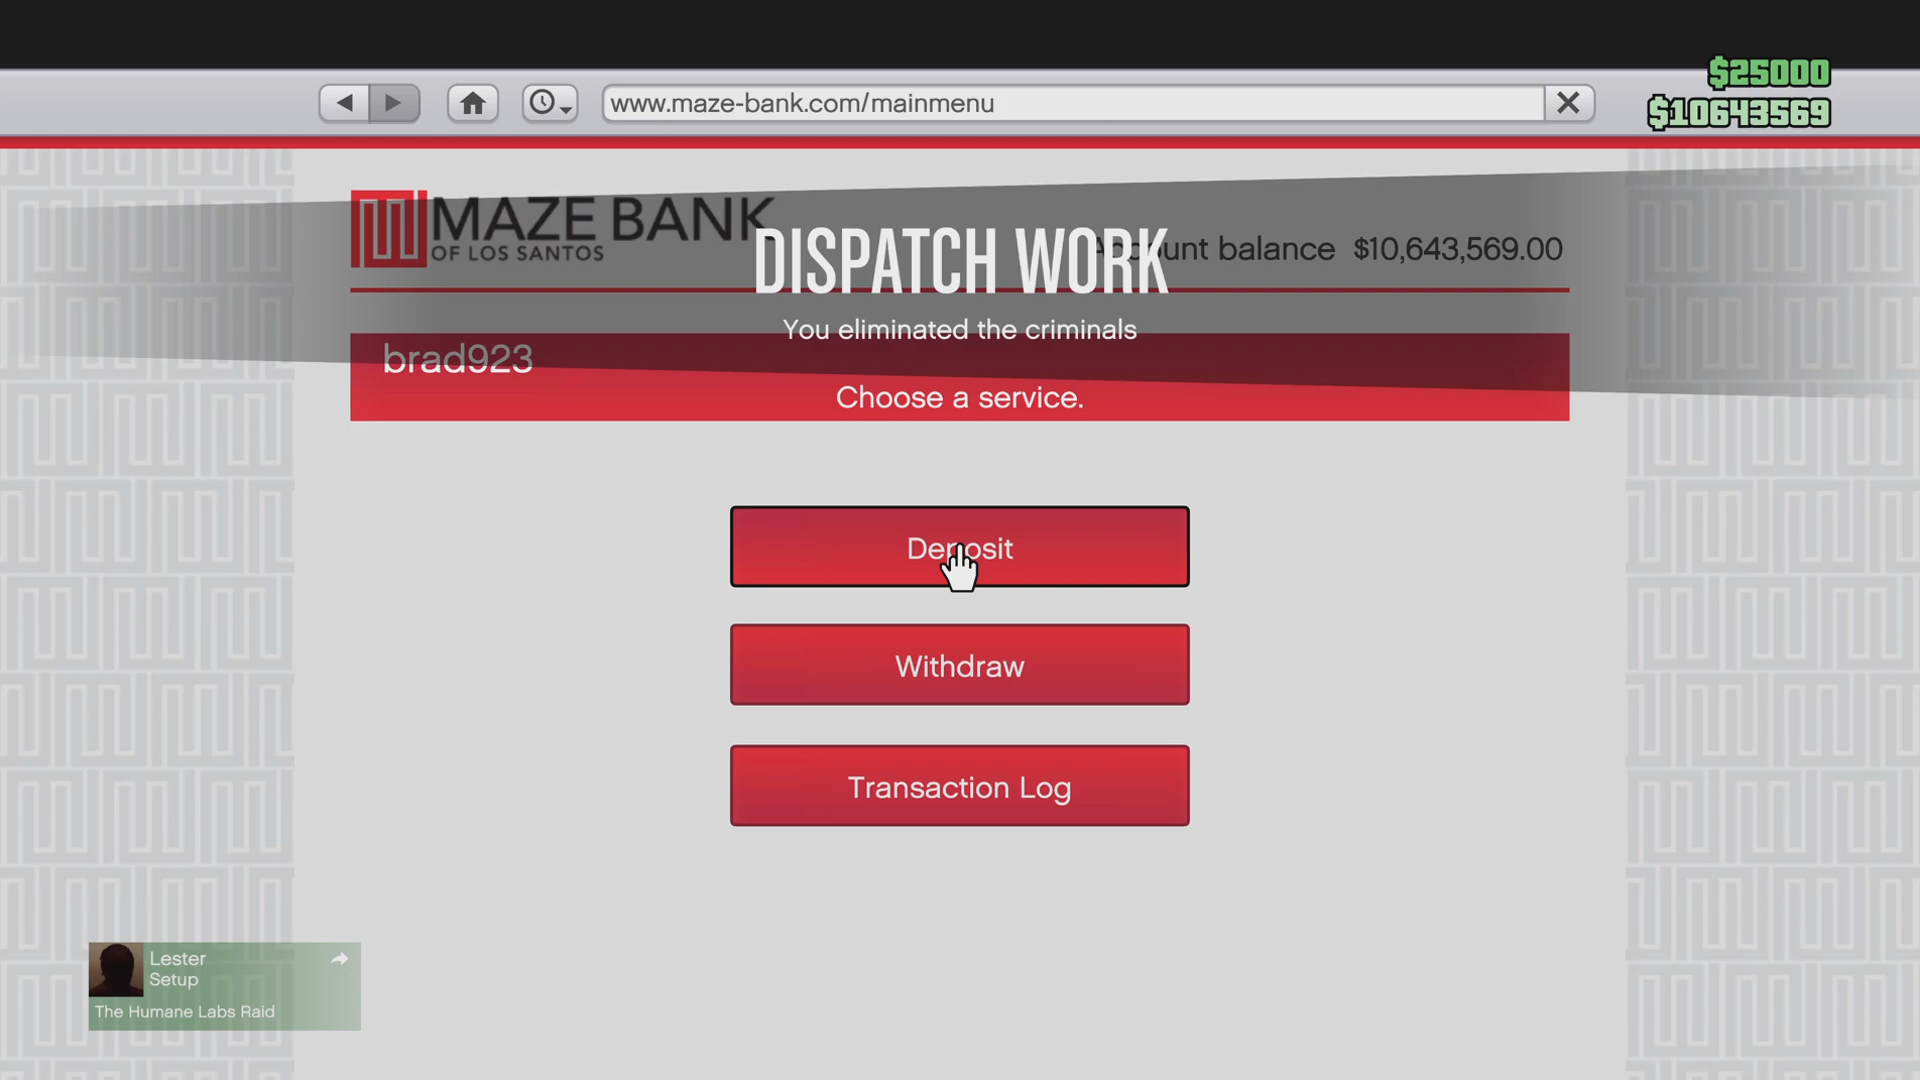 $25000
www.maze-bank.com/mainmenu
$10643569
MAZE BANK
OF LOS SANTOS
Account balance $10,643,569.00
DISPATCH WORK
You eliminated the criminals
brad923
Choose a service.
Deposit
Withdraw
Transaction Log
Lester
Setup
The Humane Labs Raid